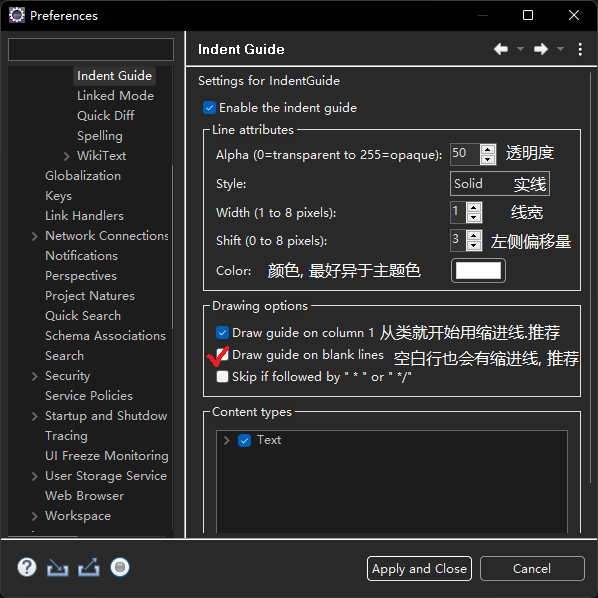 Preferences
Indent Guide
Indent Guide
Linked Mode
Quick Diff
Spelling
WikiText
Globalization
Keys
Link Handlers
Network Connections
Notifications
Perspectives
Project Natures
Quick Search
Schema Associations
Search
Security
Service Policies
Startup and Shutdow
Tracing
UI Freeze Monitoring
User Storage Service
Web Browser
Workspace
Settings for IndentGuide
Enable the indent guide
Line attributes
Alpha (0=transparent to 255=opaque): 50 透明度
Style: Solid 实线
Width (1 to 8 pixels): 1 线宽
Shift (0 to 8 pixels): 3 左侧偏移量
Color: 颜色, 最好异于主题色
Drawing options
Draw guide on column 1 从类就开始用缩进线.推荐
Draw guide on blank lines 空白行也会有缩进线, 推荐
Skip if followed by " * " or " */"
Content types
Text
Apply and Close
Cancel